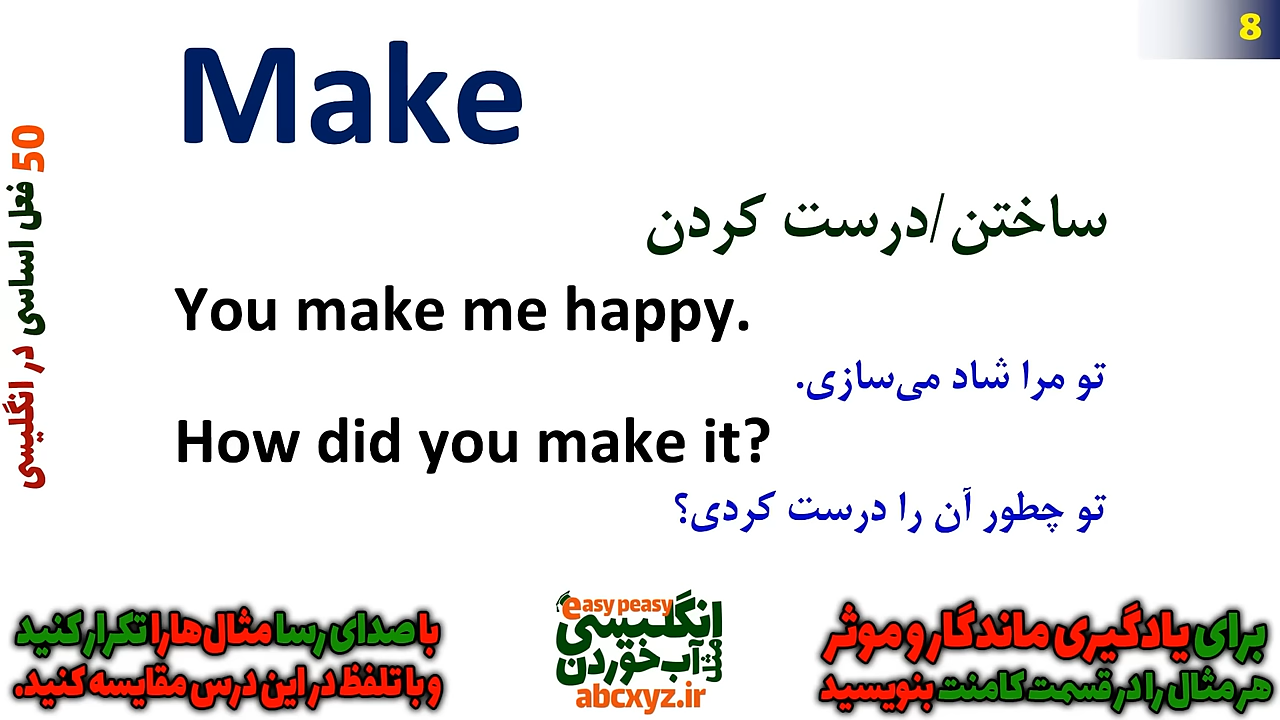 8
Make
ساختن/درست کردن
You make me happy.
تو مرا شاد می‌سازی.
How did you make it?
تو چطور آن را درست کردی؟
50 فعل اساسی در انگلیسی
برای یادگیری ماندگار و موثر
هر مثال را در قسمت کامنت بنویسید
easy peasy
انگلیسی
مثل
آب خوردن
abcxyz.ir
با صدای رسا مثال‌ها را تکرار کنید
و با تلفظ در این درس مقایسه کنید.